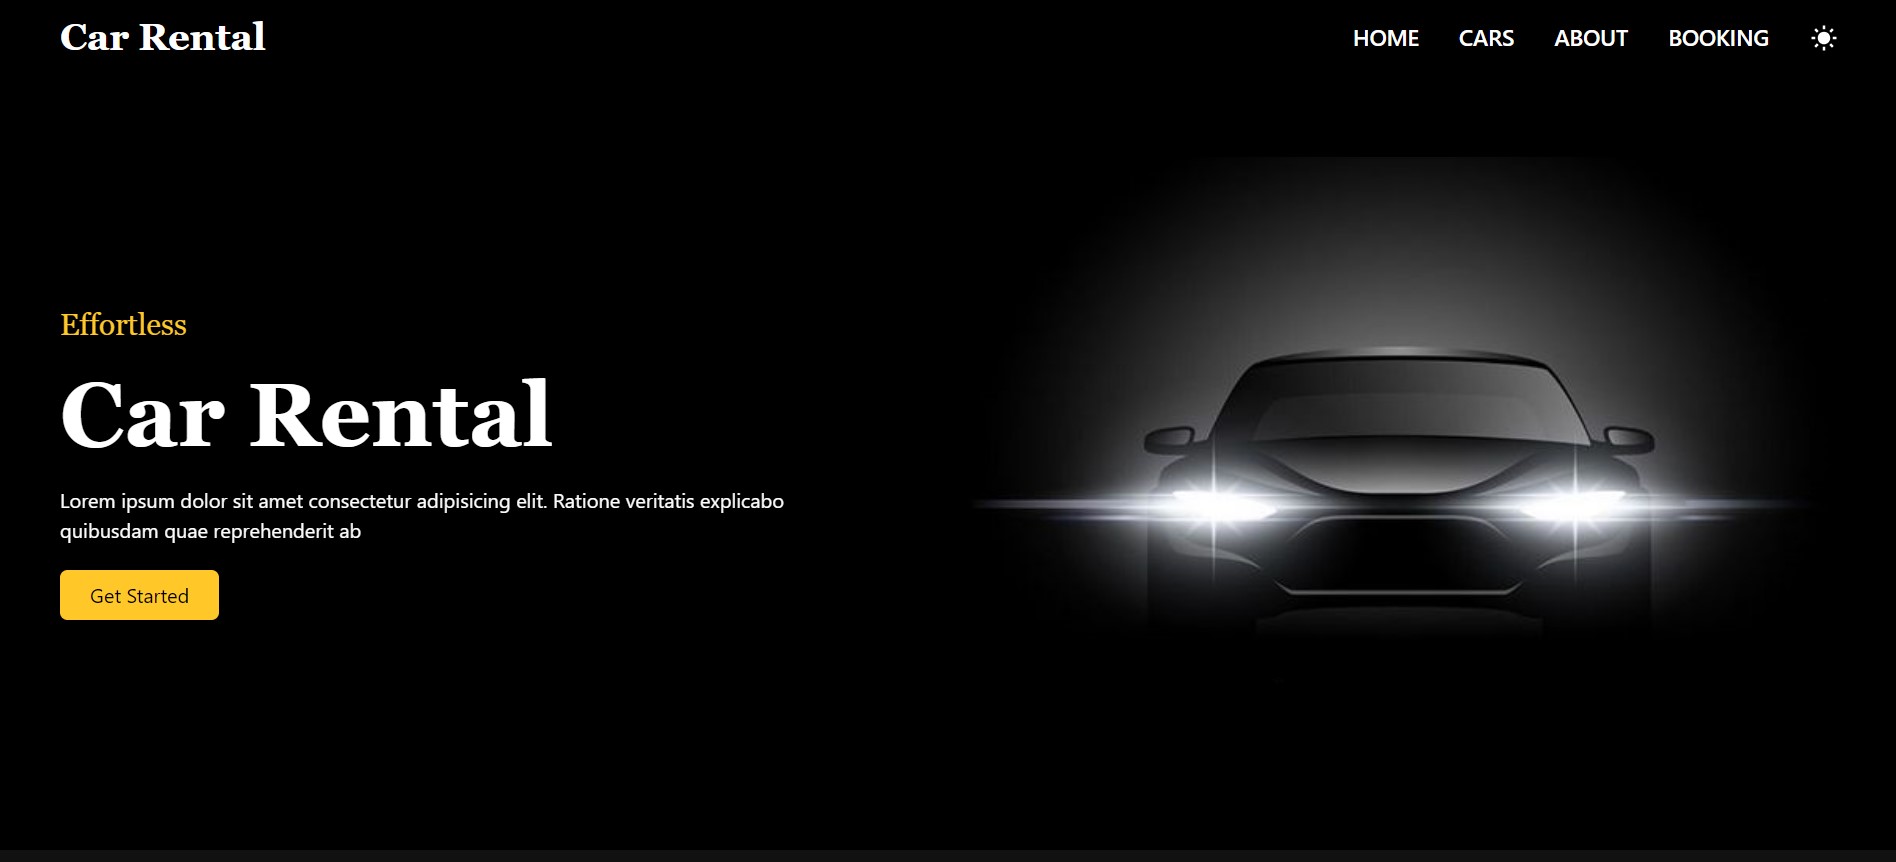 Car Rental
HOME CARS ABOUT BOOKING
Effortless
Car Rental
Lorem ipsum dolor sit amet consectetur adipisicing elit. Ratione veritatis explicabo
quibusdam quae reprehenderit ab
Get Started